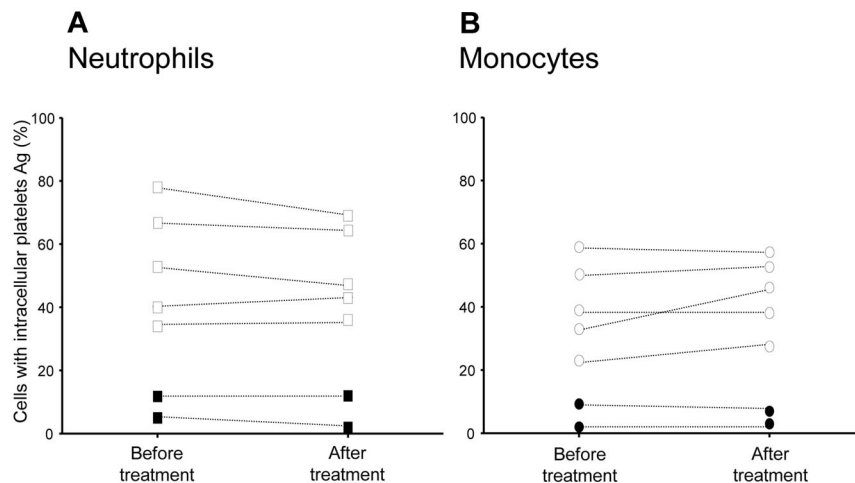 A
Neutrophils
Cells with intracellular platelets Ag (%)
100
80
60
40
20
0
Before
treatment
After
treatment
B
Monocytes
100
80
60
40
20
0
Before
treatment
After
treatment